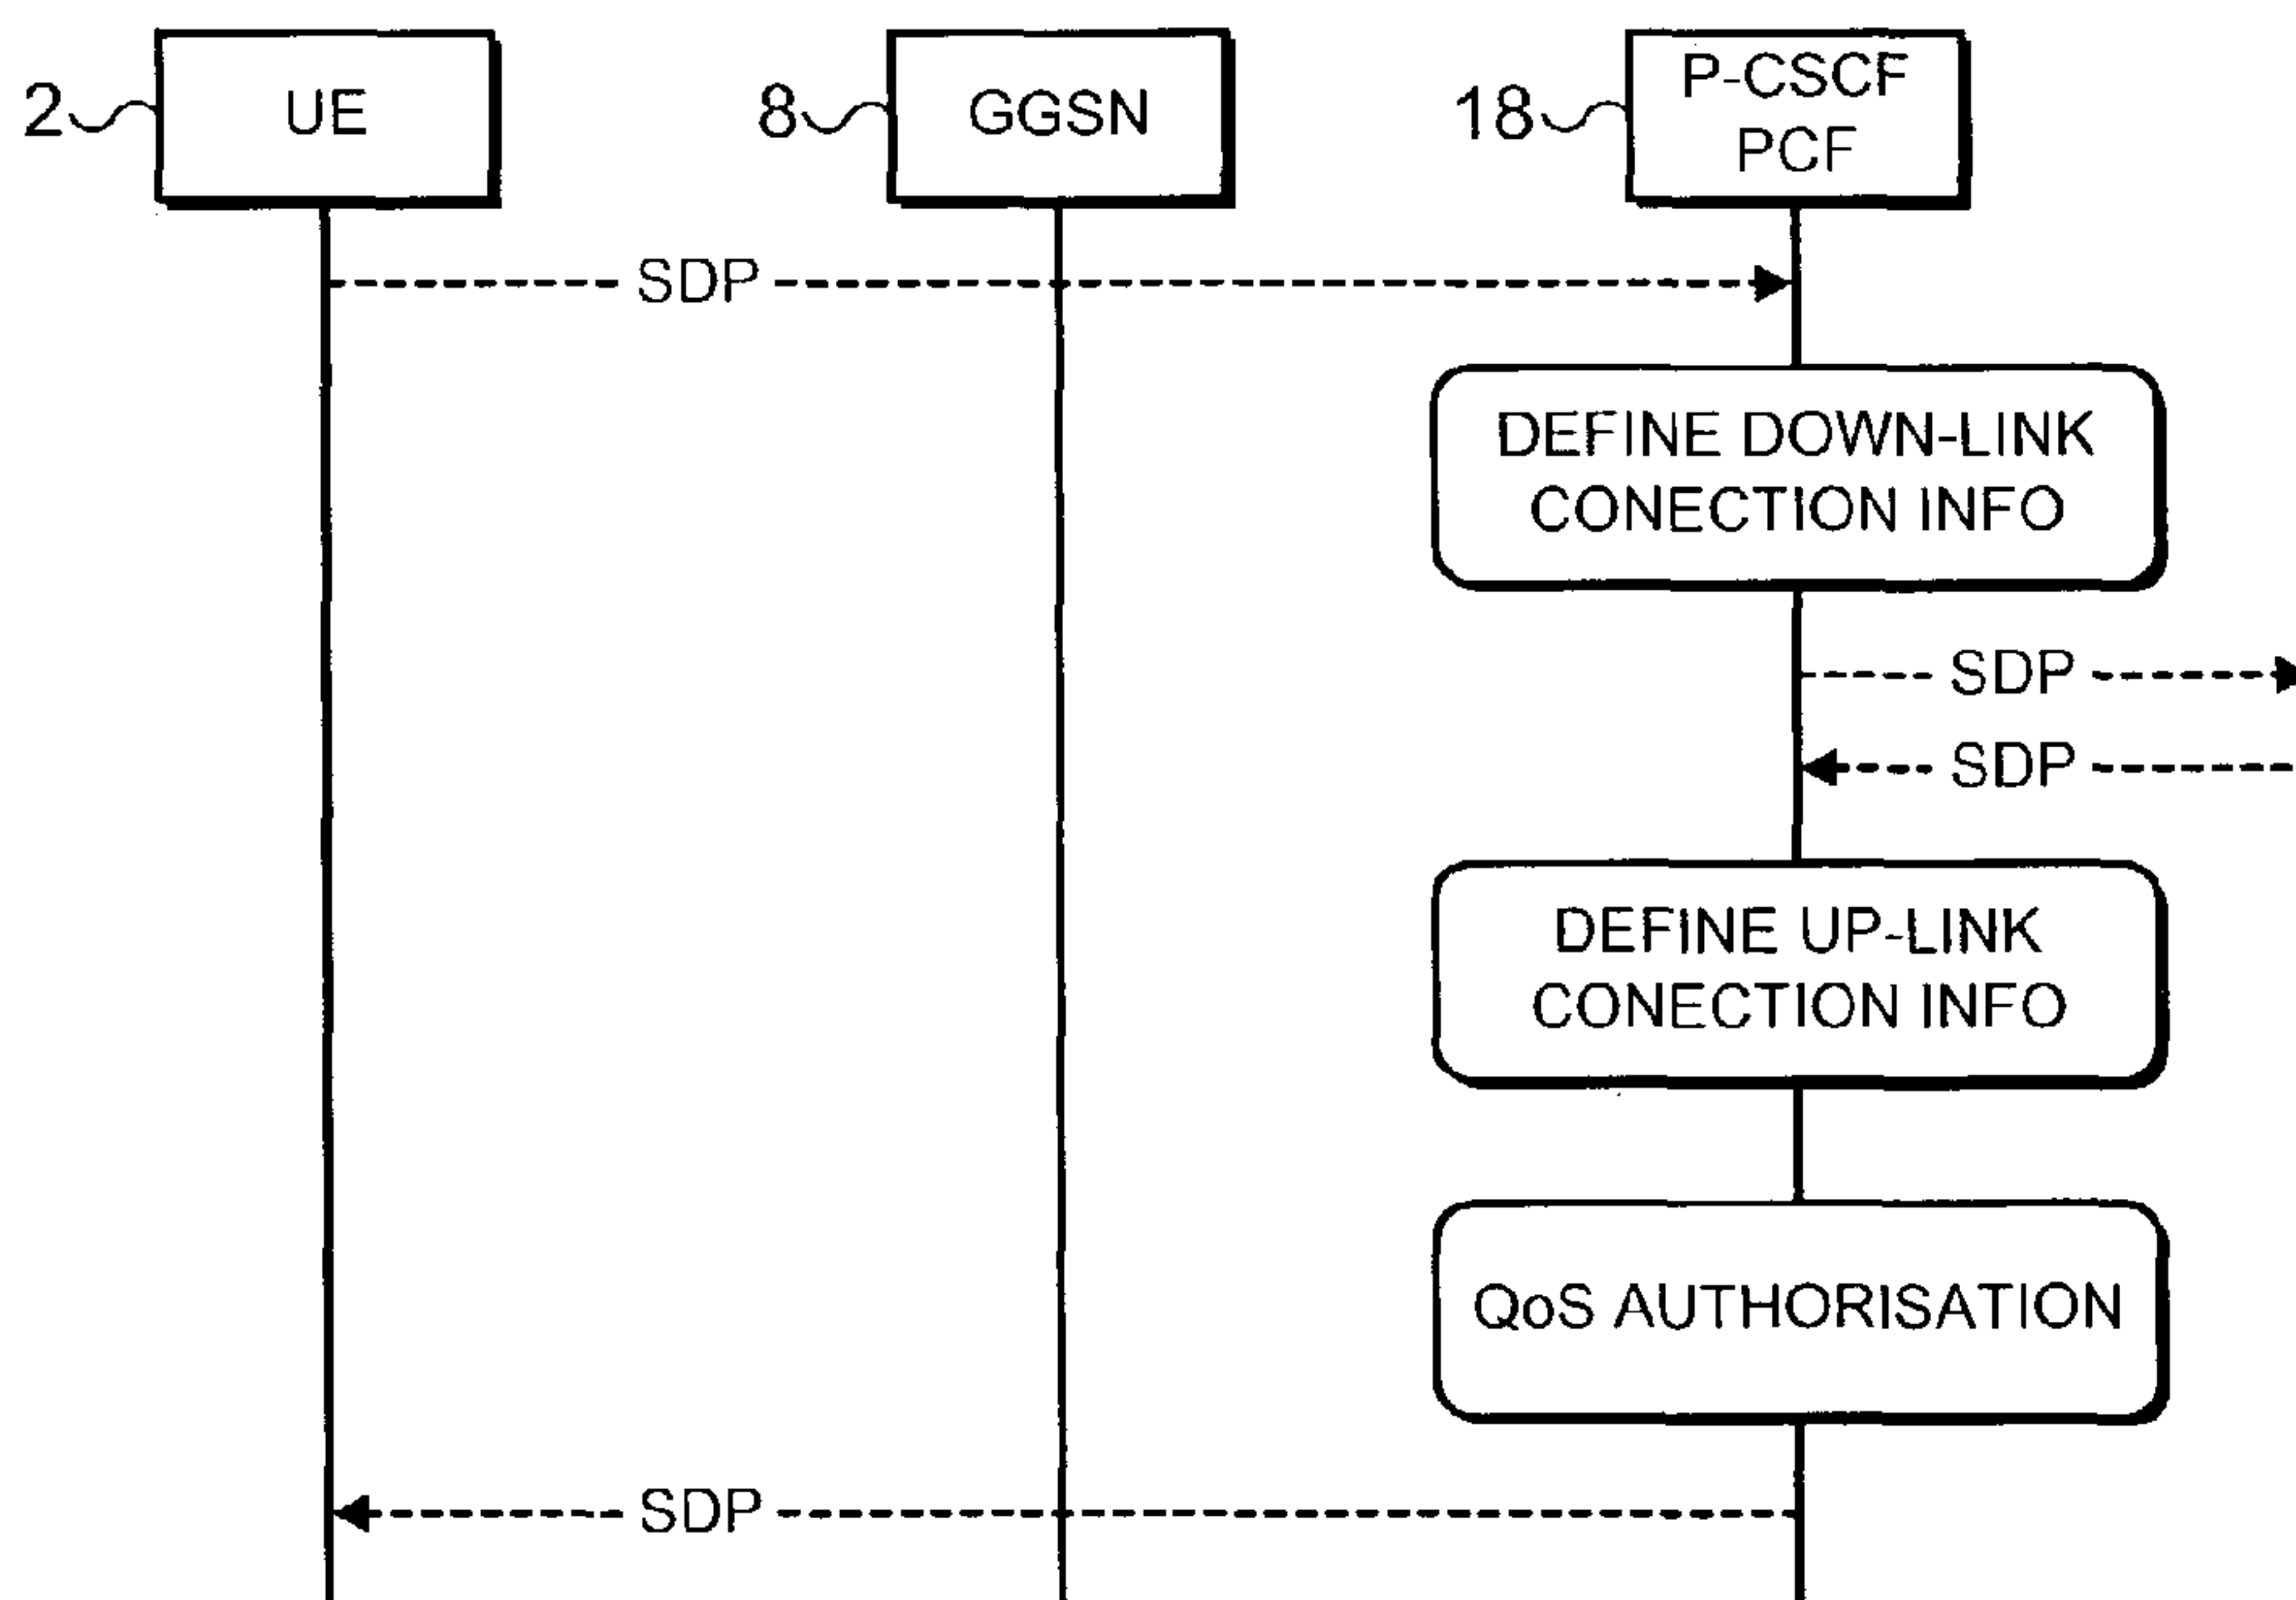 2
UE
8
GGSN
18
P-CSCF
PCF
SDP
DEFINE DOWN-LINK
CONECTION INFO
SDP
SDP
DEFINE UP-LINK
CONECTION INFO
QoS AUTHORISATION
SDP